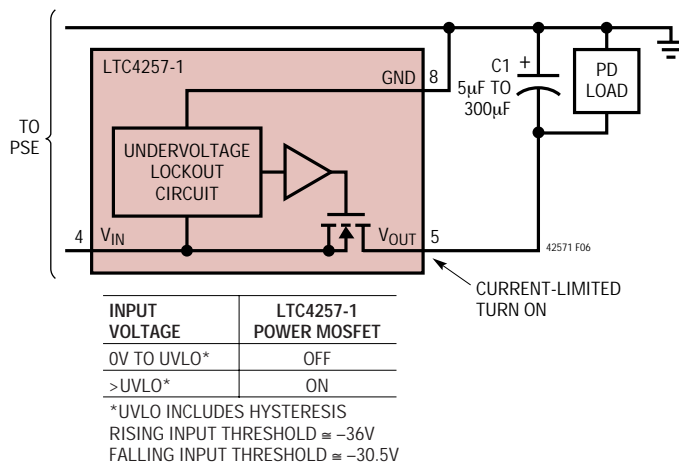 LTC4257-1
GND 8
C1 +
5µF TO
300µF
PD
LOAD
TO
PSE
UNDERVOLTAGE
LOCKOUT
CIRCUIT
4 VIN
VOUT 5
42571 F06
CURRENT-LIMITED
TURN ON
INPUT VOLTAGE
LTC4257-1 POWER MOSFET
0V TO UVLO* OFF
>UVLO* ON
*UVLO INCLUDES HYSTERESIS
RISING INPUT THRESHOLD ≅ –36V
FALLING INPUT THRESHOLD ≅ –30.5V